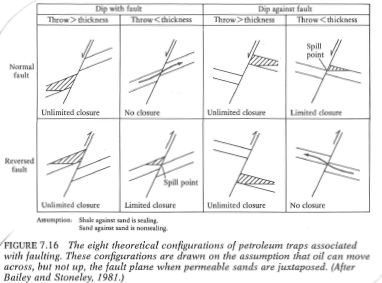 Dip with fault Dip against fault
Throw > thickness Throw < thickness Throw > thickness Throw < thickness
Normal
fault
Spill
point
Unlimited closure No closure Unlimited closure Limited closure
Reversed
fault
Spill point
Unlimited closure Limited closure Unlimited closure No closure
Assumption: Shale against sand is sealing.
Sand against sand is nonsealing.
FIGURE 7.16 The eight theoretical configurations of petroleum traps associated
with faulting. These configurations are drawn on the assumption that oil can move
across, but not up, the fault plane when permeable sands are juxtaposed. (After
Bailey and Stoneley, 1981.)